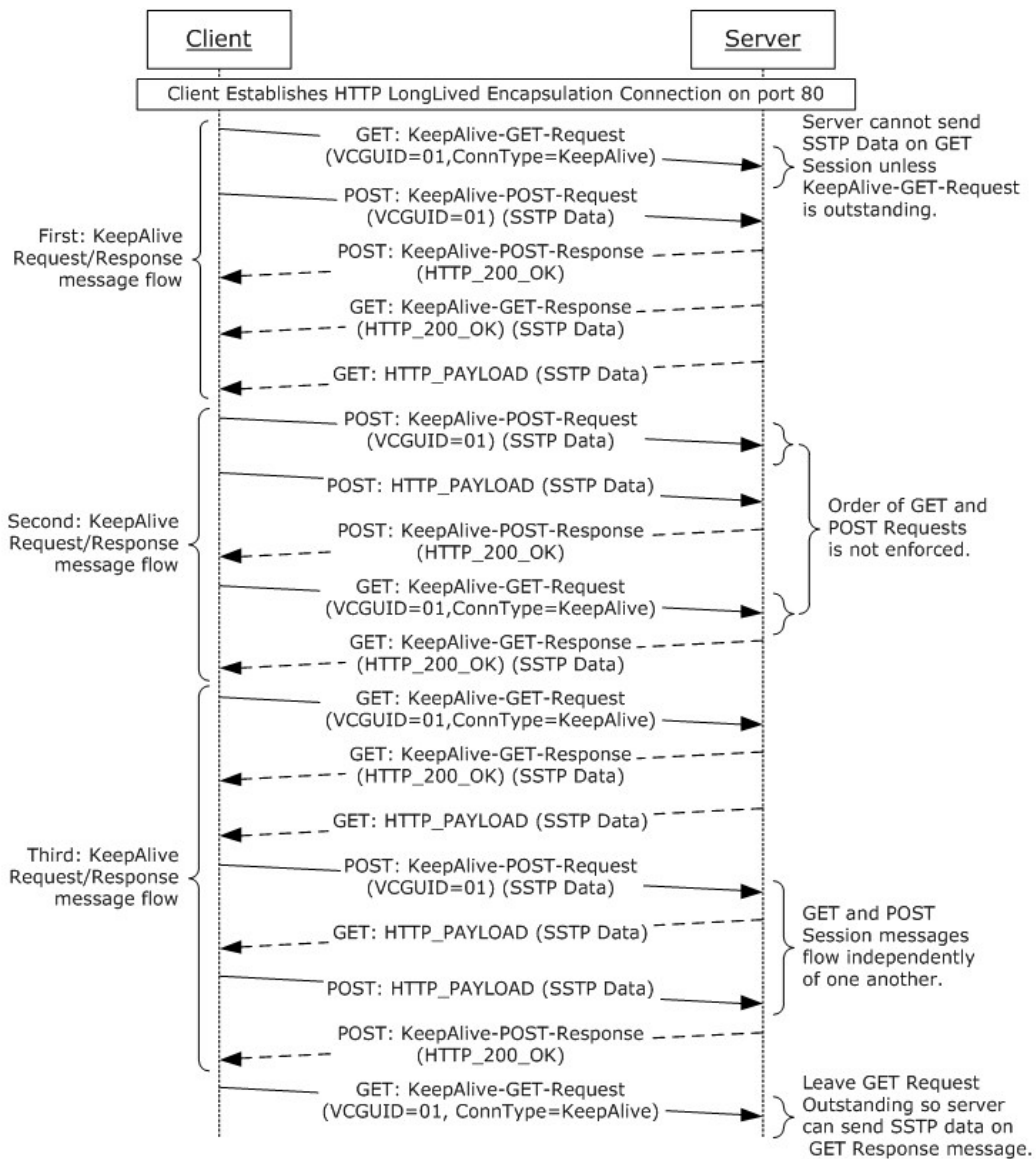 Client
Server
Client Establishes HTTP LongLived Encapsulation Connection on port 80
GET: KeepAlive-GET-Request
(VCGUID=01,ConnType=KeepAlive)
Server cannot send
SSTP Data on GET
Session unless
KeepAlive-GET-Request
is outstanding.
POST: KeepAlive-POST-Request
(VCGUID=01) (SSTP Data)
First: KeepAlive
Request/Response
message flow
POST: KeepAlive-POST-Response
(HTTP_200_OK)
GET: KeepAlive-GET-Response
(HTTP_200_OK) (SSTP Data)
GET: HTTP_PAYLOAD (SSTP Data)
POST: KeepAlive-POST-Request
(VCGUID=01) (SSTP Data)
POST: HTTP_PAYLOAD (SSTP Data)
Order of GET and
POST Requests
is not enforced.
Second: KeepAlive
Request/Response
message flow
POST: KeepAlive-POST-Response
(HTTP_200_OK)
GET: KeepAlive-GET-Request
(VCGUID=01,ConnType=KeepAlive)
GET: KeepAlive-GET-Response
(HTTP_200_OK) (SSTP Data)
GET: KeepAlive-GET-Request
(VCGUID=01,ConnType=KeepAlive)
GET: KeepAlive-GET-Response
(HTTP_200_OK) (SSTP Data)
GET: HTTP_PAYLOAD (SSTP Data)
Third: KeepAlive
Request/Response
message flow
POST: KeepAlive-POST-Request
(VCGUID=01) (SSTP Data)
GET: HTTP_PAYLOAD (SSTP Data)
GET and POST
Session messages
flow independently
of one another.
POST: HTTP_PAYLOAD (SSTP Data)
POST: KeepAlive-POST-Response
(HTTP_200_OK)
GET: KeepAlive-GET-Request
(VCGUID=01, ConnType=KeepAlive)
Leave GET Request
Outstanding so server
can send SSTP data on
GET Response message.